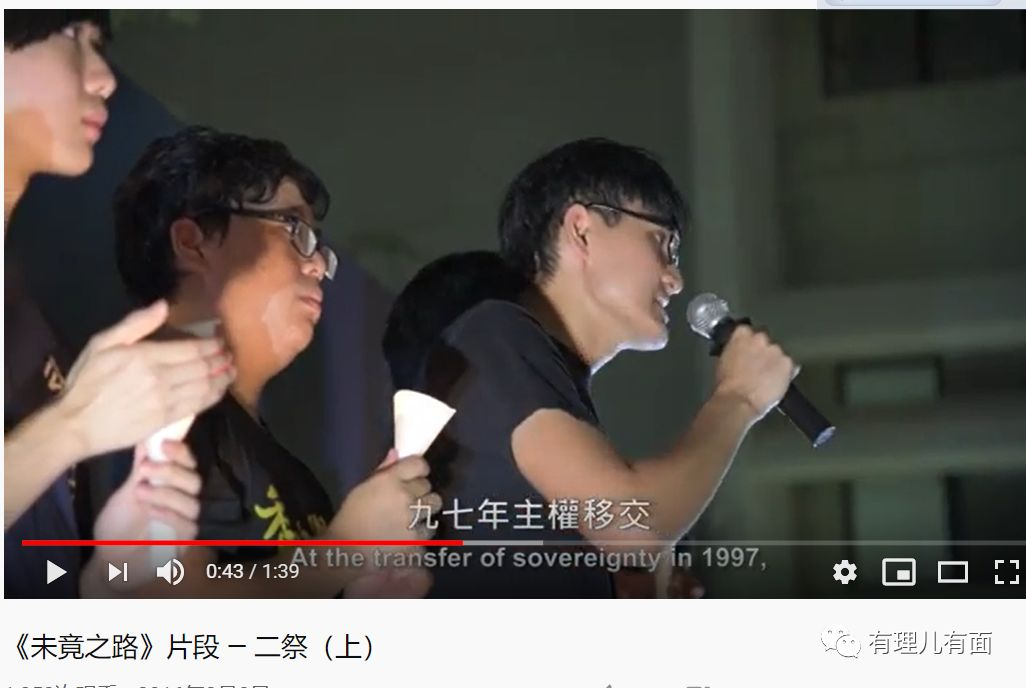 九七年主權移交
At the transfer of sovereignty in 1997,
0:43 / 1:39
《未竟之路》片段 – 二祭（上）
有理儿有面